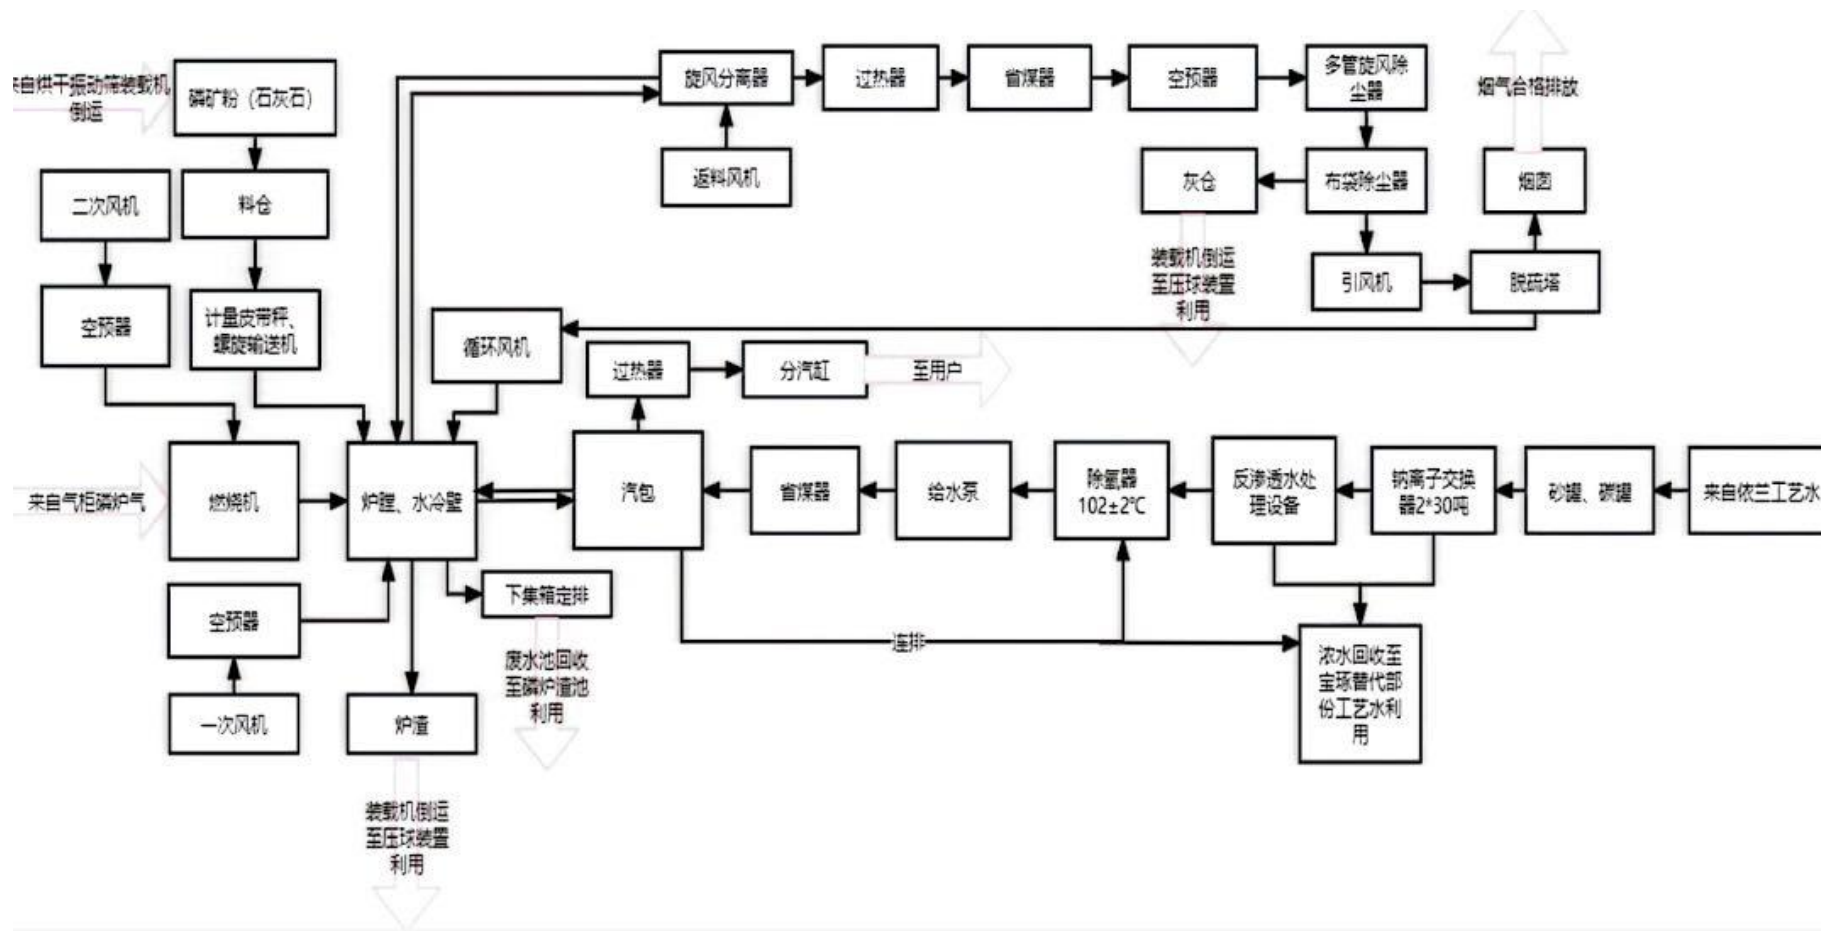 来自烘干振动筛装载机
倒运
磷矿粉（石灰石）
旋风分离器
过热器
省煤器
空预器
多管旋风除
尘器
烟气合格排放
二次风机
料仓
返料风机
灰仓
布袋除尘器
烟囱
装载机倒运
至压球装置
利用
引风机
脱硫塔
空预器
计量皮带秤、
螺旋输送机
循环风机
过热器
分汽缸
至用户
来自气柜磷炉气
燃烧机
炉膛、水冷壁
汽包
省煤器
给水泵
除氧器
102±2℃
反渗透水处
理设备
钠离子交换
器2*30吨
砂罐、碳罐
来自依兰工艺水
空预器
下集箱定排
连排
废水池回收
至磷炉渣池
利用
浓水回收至
宝琢替代部
份工艺水利
用
一次风机
炉渣
装载机倒运
至压球装置
利用